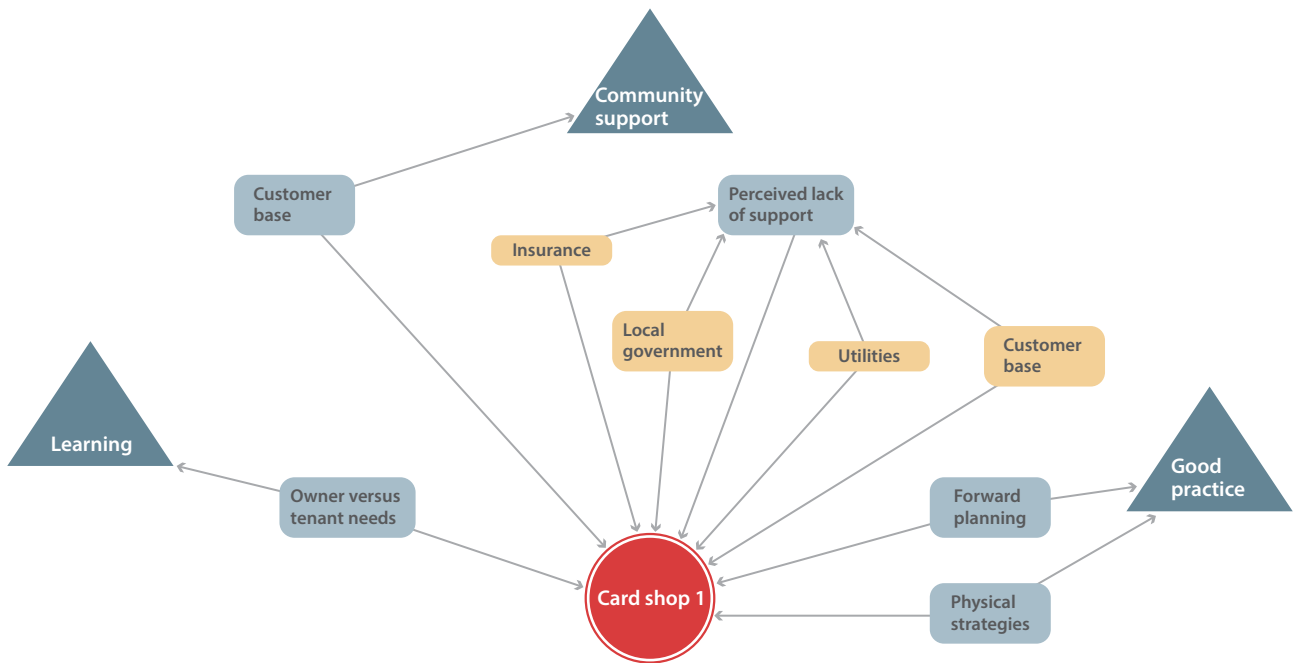 Community
support
Customer
base
Perceived lack
of support
Insurance
Local
government
Utilities
Customer
base
Learning
Good
practice
Owner versus
tenant needs
Forward
planning
Card shop 1
Physical
strategies